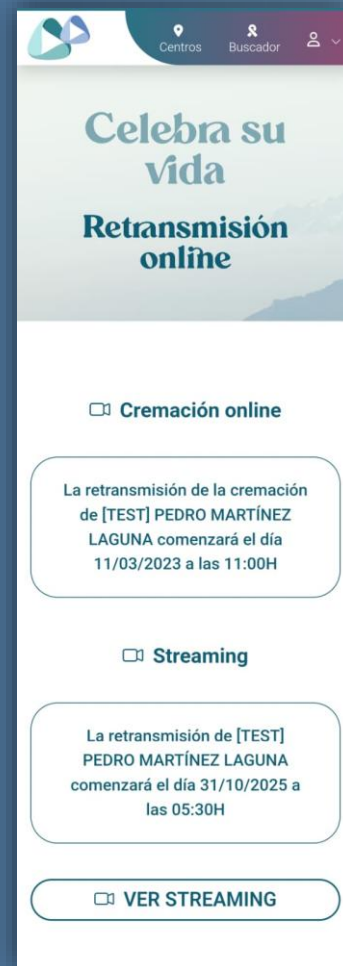 Centros Buscador
Celebra su
vida
Retransmisión
online
Cremación online
La retransmisión de la cremación
de [TEST] PEDRO MARTÍNEZ
LAGUNA comenzará el día
11/03/2023 a las 11:00H
Streaming
La retransmisión de [TEST]
PEDRO MARTÍNEZ LAGUNA
comenzará el día 31/10/2025 a
las 05:30H
VER STREAMING